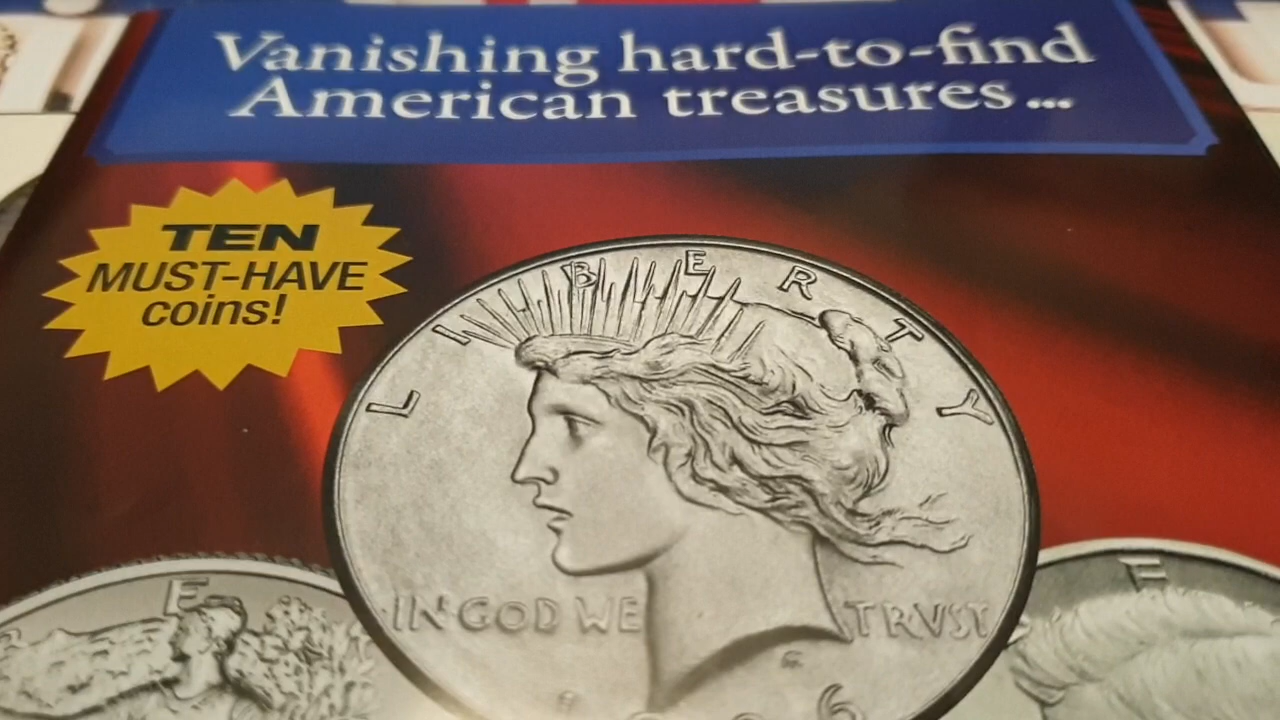 Vanishing hard-to-find
American treasures...
TEN
MUST-HAVE
coins!
LIBERTY
IN GOD WE TRVST
E
F